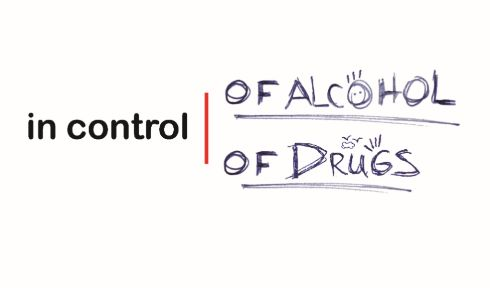 in control
OF ALCOHOL
OF DRUGS